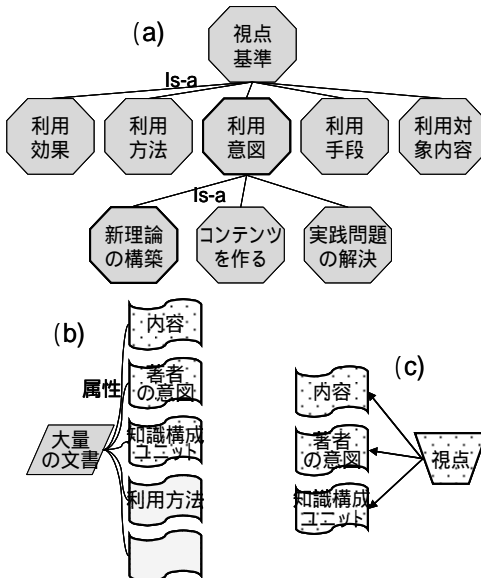 (a)
視点
基準
Is-a
利用
効果
利用
方法
利用
意図
利用
手段
利用対
象内容
Is-a
新理論
の構築
コンテンツ
を作る
実践問題
の解決
(b)
内容
属性
著者
の意図
大量
の文書
知識構成
ユニット
利用方法
(c)
内容
著者
の意図
視点
知識構成
ユニット